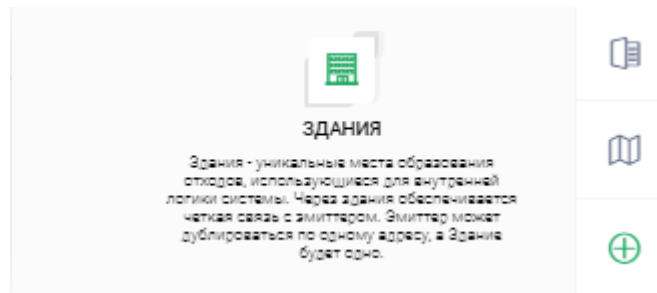 ЗДАНИЯ
Здания - уникальные места образования
отходов, использующиеся для внутренней
логики системы. Через здания обеспечивается
четкая связь с эмиттером. Эмиттер может
дублироваться по одному адресу, а Здание
будет одно.